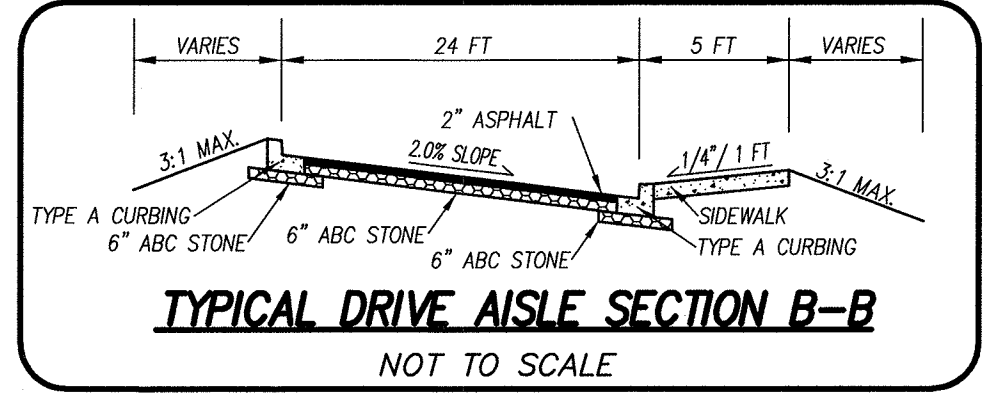 VARIES
24 FT
5 FT
VARIES
2" ASPHALT
3:1 MAX.
2.0% SLOPE
1/4"/ 1 FT
3:1 MAX.
TYPE A CURBING
SIDEWALK
6" ABC STONE
6" ABC STONE
6" ABC STONE
TYPE A CURBING
TYPICAL DRIVE AISLE SECTION B-B
NOT TO SCALE